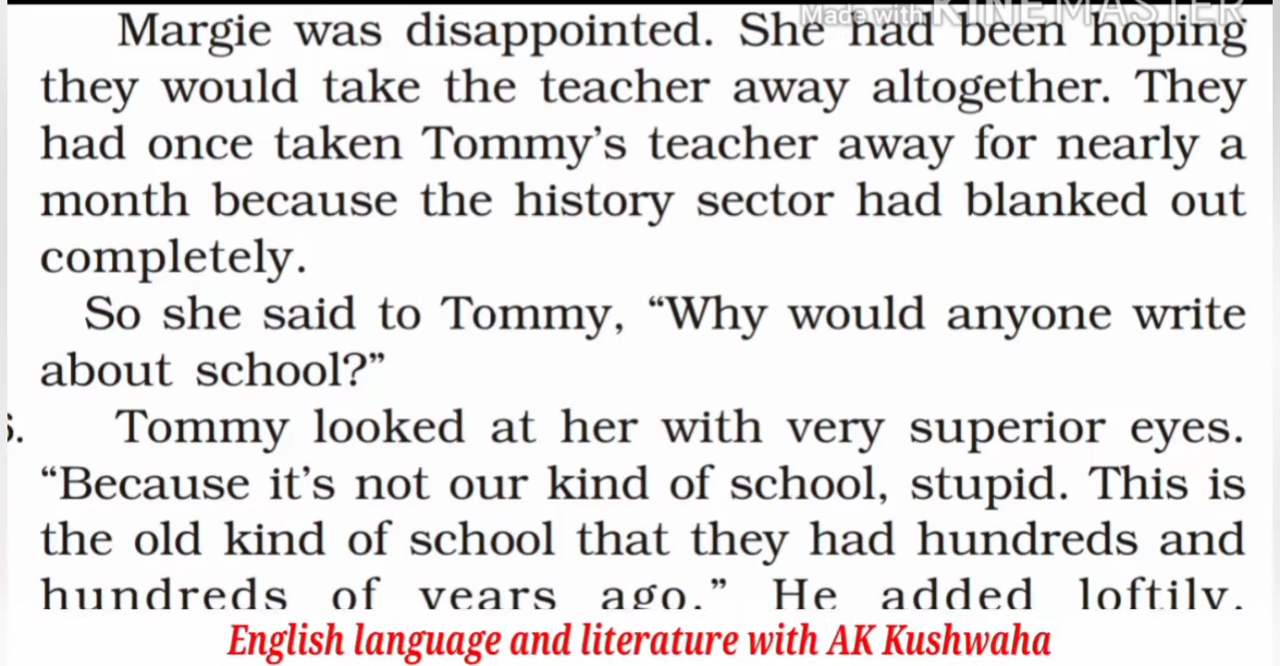 Made with KINEMASTER
Margie was disappointed. She had been hoping
they would take the teacher away altogether. They
had once taken Tommy's teacher away for nearly a
month because the history sector had blanked out
completely.
So she said to Tommy, “Why would anyone write
about school?”
Tommy looked at her with very superior eyes.
“Because it's not our kind of school, stupid. This is
the old kind of school that they had hundreds and
hundreds of years ago.” He added loftily,
English language and literature with AK Kushwaha